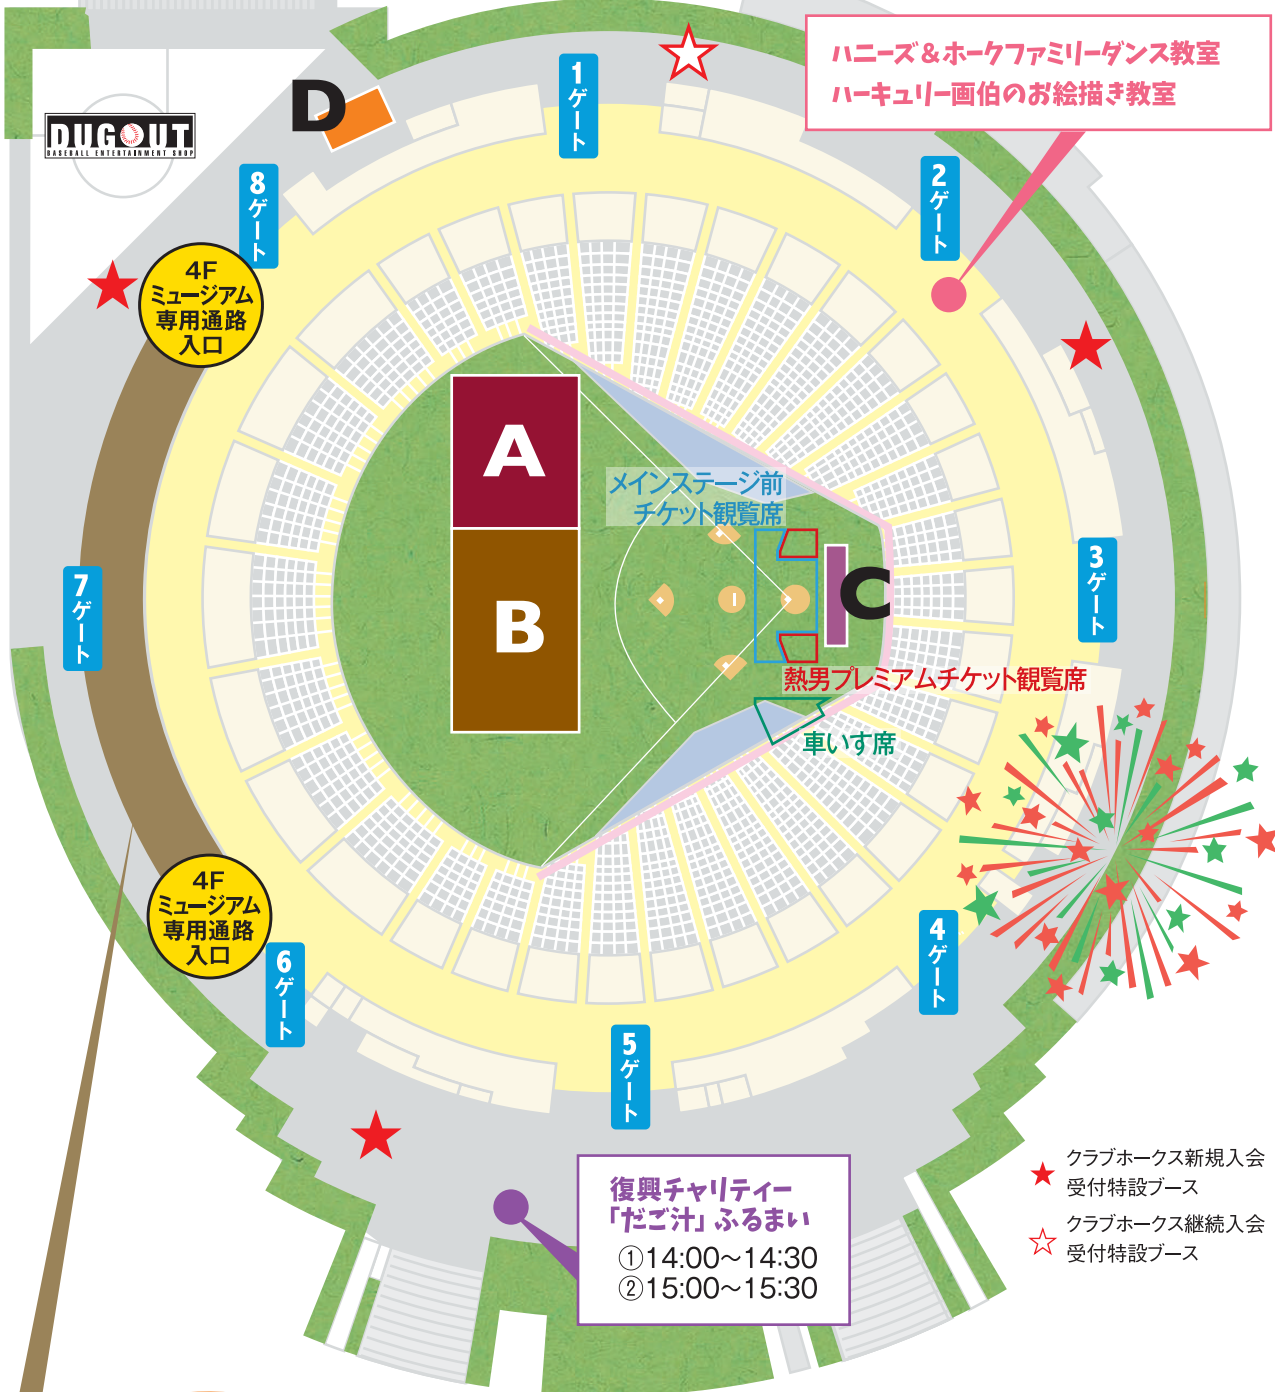 ハニーズ&ホークファミリーダンス教室
ハーキュリー画伯のお絵描き教室
1ゲート
D
DUGOUT
BASEBALL ENTERTAINMENT SHOP
8ゲート
2ゲート
4F
ミュージアム
専用通路
入口
A
メインステージ前
チケット観覧席
3ゲート
7ゲート
B
C
熱男プレミアムチケット観覧席
車いす席
4F
ミュージアム
専用通路
入口
6ゲート
4ゲート
5ゲート
復興チャリティー
「だご汁」ふるまい
①14:00～14:30
②15:00～15:30
★ クラブホークス新規入会
受付特設ブース
☆ クラブホークス継続入会
受付特設ブース